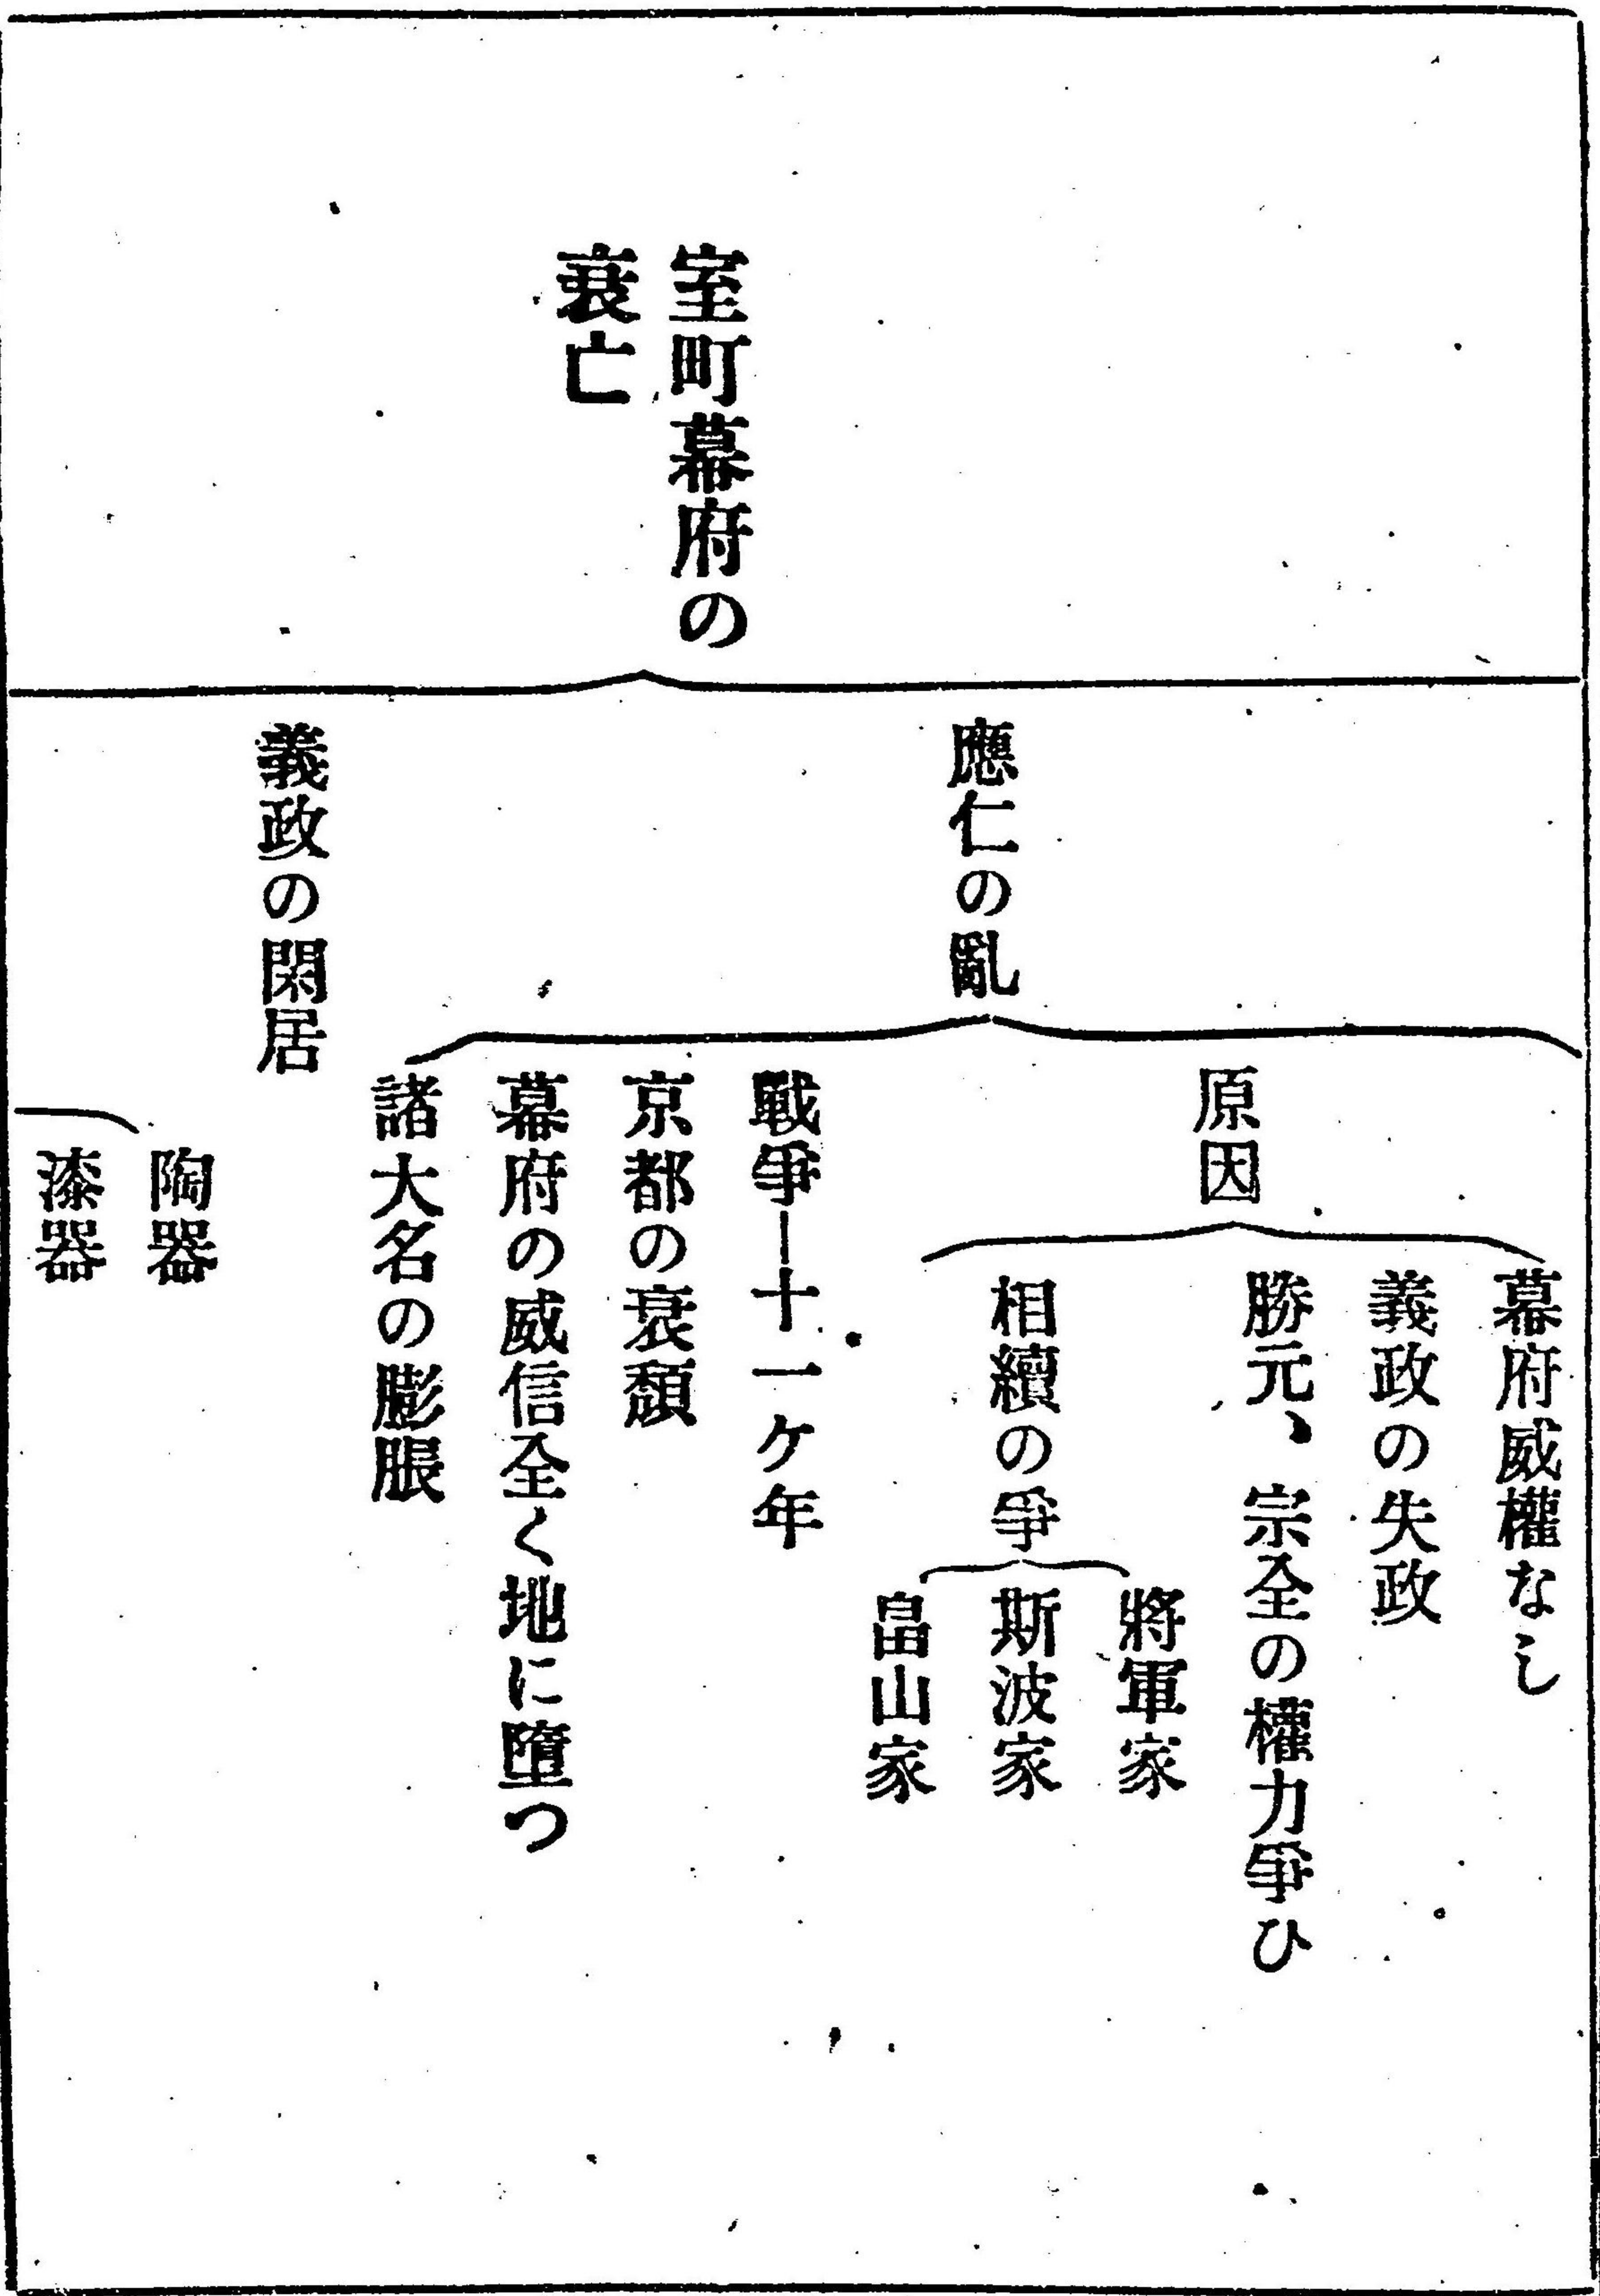 室町幕府の
衰亡
應仁の亂
原因
幕府威權なし
義政の失政
勝元、宗全の權力爭ひ
相續の爭
將軍家
斯波家
畠山家
戰爭―十一ケ年
京都の衰頽
幕府の威信全く地に墮つ
諸大名の膨脹
義政の閑居
陶器
漆器